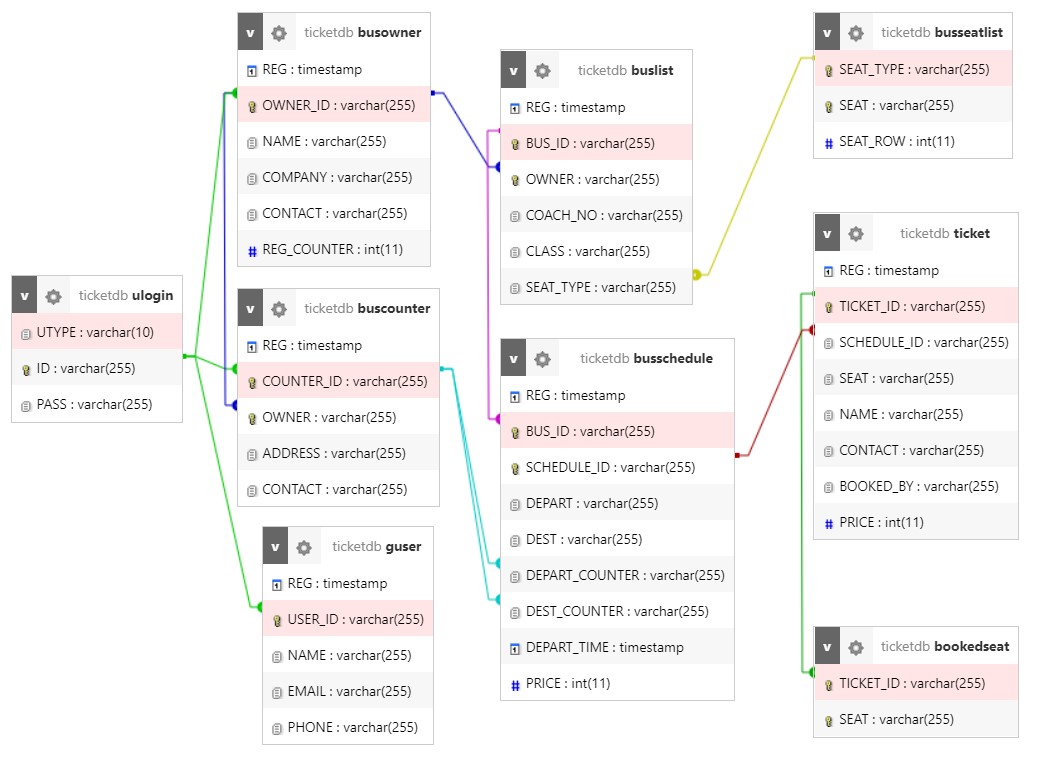 v ticketdb busowner
REG : timestamp
OWNER_ID : varchar(255)
NAME : varchar(255)
COMPANY : varchar(255)
CONTACT : varchar(255)
# REG_COUNTER : int(11)
v ticketdb buslist
REG : timestamp
BUS_ID : varchar(255)
OWNER : varchar(255)
COACH_NO : varchar(255)
CLASS : varchar(255)
SEAT_TYPE : varchar(255)
v ticketdb busseatlist
SEAT_TYPE : varchar(255)
SEAT : varchar(255)
# SEAT_ROW : int(11)
v ticketdb ulogin
UTYPE : varchar(10)
ID : varchar(255)
PASS : varchar(255)
v ticketdb buscounter
REG : timestamp
COUNTER_ID : varchar(255)
OWNER : varchar(255)
ADDRESS : varchar(255)
CONTACT : varchar(255)
v ticketdb guser
REG : timestamp
USER_ID : varchar(255)
NAME : varchar(255)
EMAIL : varchar(255)
PHONE : varchar(255)
v ticketdb busschedule
REG : timestamp
BUS_ID : varchar(255)
SCHEDULE_ID : varchar(255)
DEPART : varchar(255)
DEST : varchar(255)
DEPART_COUNTER : varchar(255)
DEST_COUNTER : varchar(255)
DEPART_TIME : timestamp
# PRICE : int(11)
v ticketdb ticket
REG : timestamp
TICKET_ID : varchar(255)
SCHEDULE_ID : varchar(255)
SEAT : varchar(255)
NAME : varchar(255)
CONTACT : varchar(255)
BOOKED_BY : varchar(255)
# PRICE : int(11)
v ticketdb bookedseat
TICKET_ID : varchar(255)
SEAT : varchar(255)